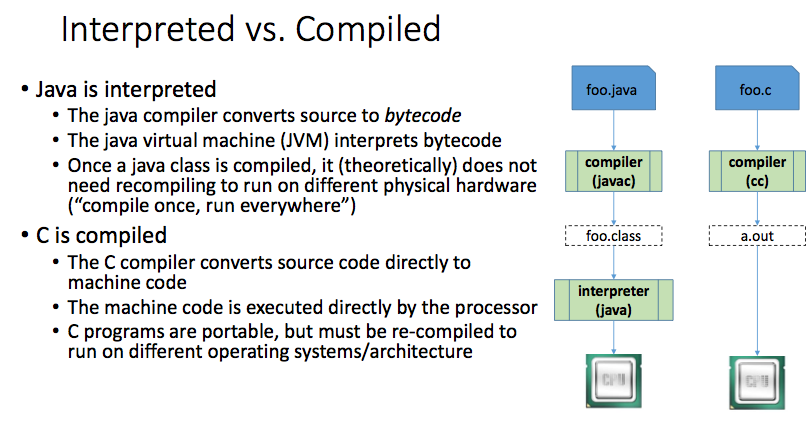 Interpreted vs. Compiled
• Java is interpreted
• The java compiler converts source to bytecode
• The java virtual machine (JVM) interprets bytecode
• Once a java class is compiled, it (theoretically) does not
need recompiling to run on different physical hardware
(“compile once, run everywhere”)
• C is compiled
• The C compiler converts source code directly to
machine code
• The machine code is executed directly by the processor
• C programs are portable, but must be re-compiled to
run on different operating systems/architecture
foo.java
compiler
(javac)
foo.class
interpreter
(java)
CPU
foo.c
compiler
(cc)
a.out
CPU